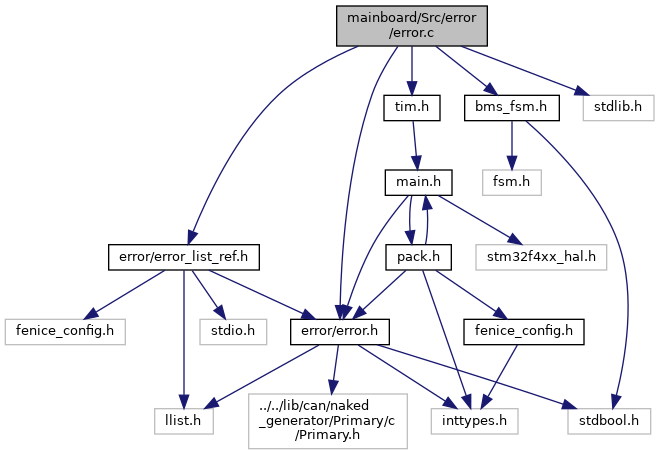 mainboard/Src/error
/error.c
tim.h
bms_fsm.h
stdlib.h
main.h
fsm.h
error/error_list_ref.h
pack.h
stm32f4xx_hal.h
fenice_config.h
stdio.h
error/error.h
fenice_config.h
llist.h
../../lib/can/naked
_generator/Primary/c
/Primary.h
inttypes.h
stdbool.h